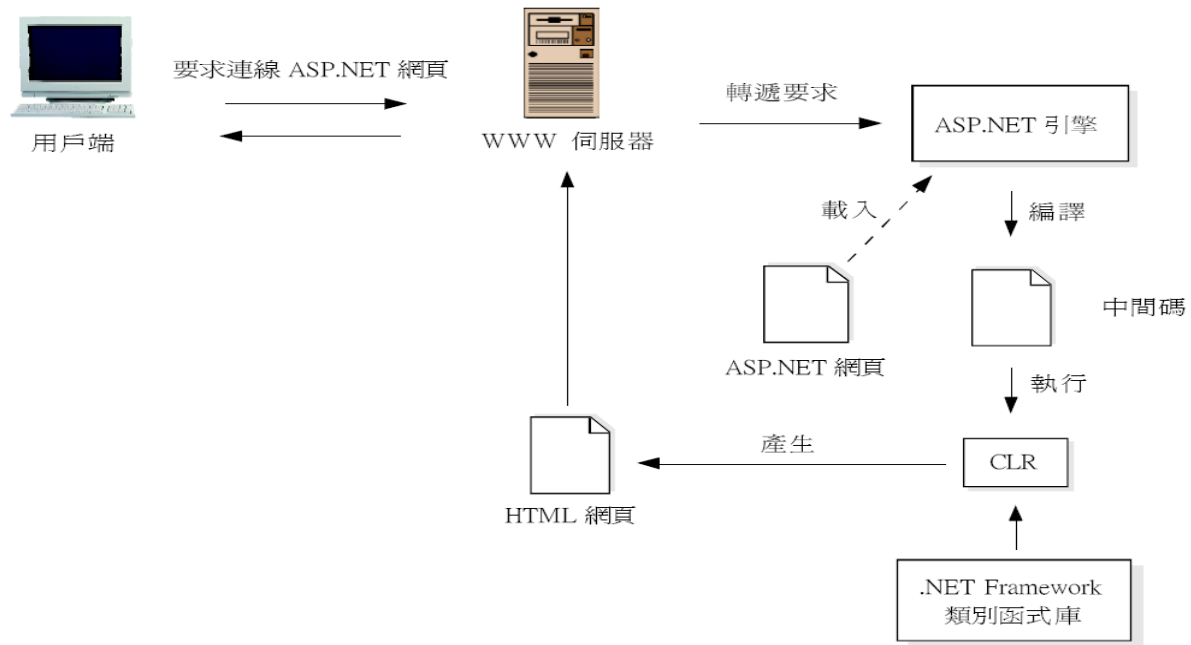 要求連線 ASP.NET 網頁
用戶端
WWW 伺服器
轉遞要求
ASP.NET 引擎
載入
編譯
ASP.NET 網頁
中間碼
執行
產生
CLR
HTML 網頁
.NET Framework
類別函式庫